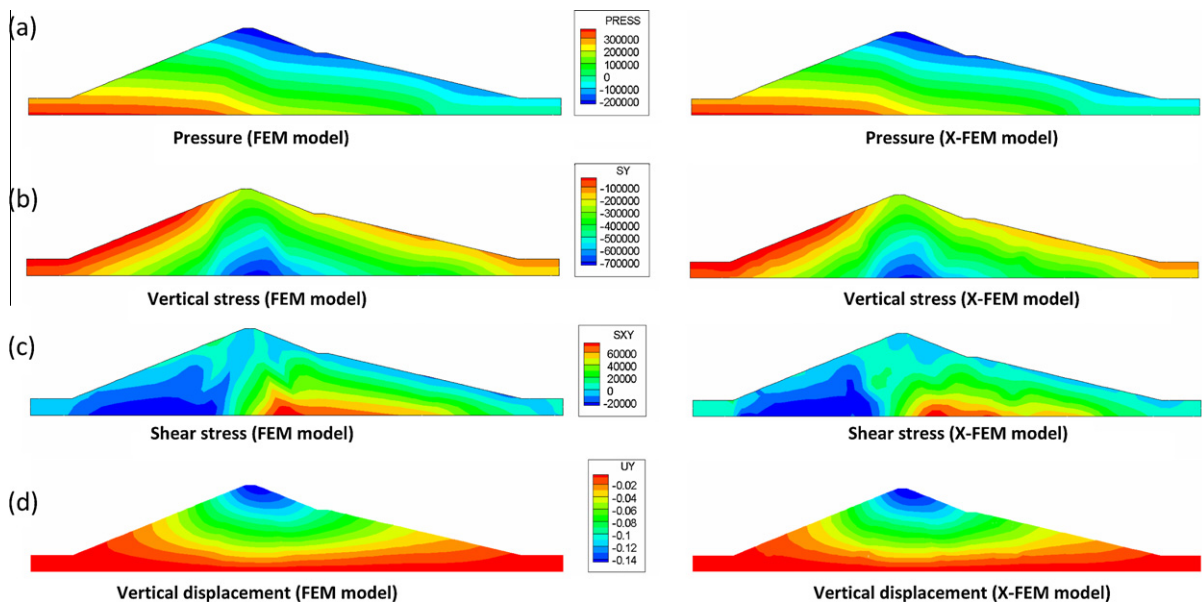 (a)
PRESS
300000
200000
100000
0
-100000
-200000
Pressure (FEM model)
Pressure (X-FEM model)
(b)
SY
-100000
-200000
-300000
-400000
-500000
-600000
-700000
Vertical stress (FEM model)
Vertical stress (X-FEM model)
(c)
SXY
60000
40000
20000
0
-20000
Shear stress (FEM model)
Shear stress (X-FEM model)
(d)
UY
-0.02
-0.04
-0.06
-0.08
-0.1
-0.12
-0.14
Vertical displacement (FEM model)
Vertical displacement (X-FEM model)